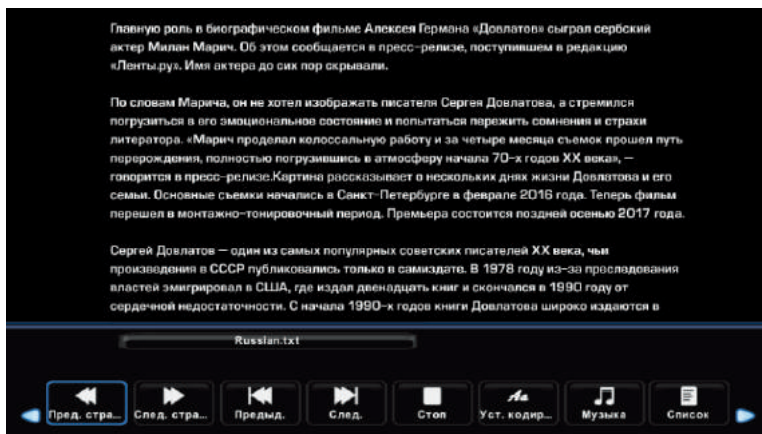 Главную роль в биографическом фильме Алексея Германа «Довлатов» сыграл сербский
актер Милан Марич. Об этом сообщается в пресс-релизе, поступившем в редакцию
«Ленты.ру». Имя актера до сих пор скрывали.
По словам Марича, он не хотел изображать писателя Сергея Довлатова, а стремился
погрузиться в его эмоциональное состояние и попытаться пережить сомнения и страхи
литератора. «Марич проделал колоссальную работу и за четыре месяца съемок прошел путь
перерождения, полностью погрузившись в атмосферу начала 70-х годов XX века», —
говорится в пресс-релизе.Картина рассказывает о нескольких днях жизни Довлатова и его
семьи. Основные съемки начались в Санкт-Петербурге в феврале 2016 года. Теперь фильм
перешел в монтажно-тонировочный период. Премьера состоится поздней осенью 2017 года.
Сергей Довлатов — один из самых популярных советских писателей XX века, чьи
произведения в СССР публиковались только в самиздате. В 1978 году из-за преследования
властей эмигрировал в США, где издал двенадцать книг и скончался в 1990 году от
сердечной недостаточности. С начала 1990-х годов книги Довлатова широко издаются в
Russian.txt
Пред. стра... След. стра... Предыд. След. Стоп Уст. кодир... Музыка Список